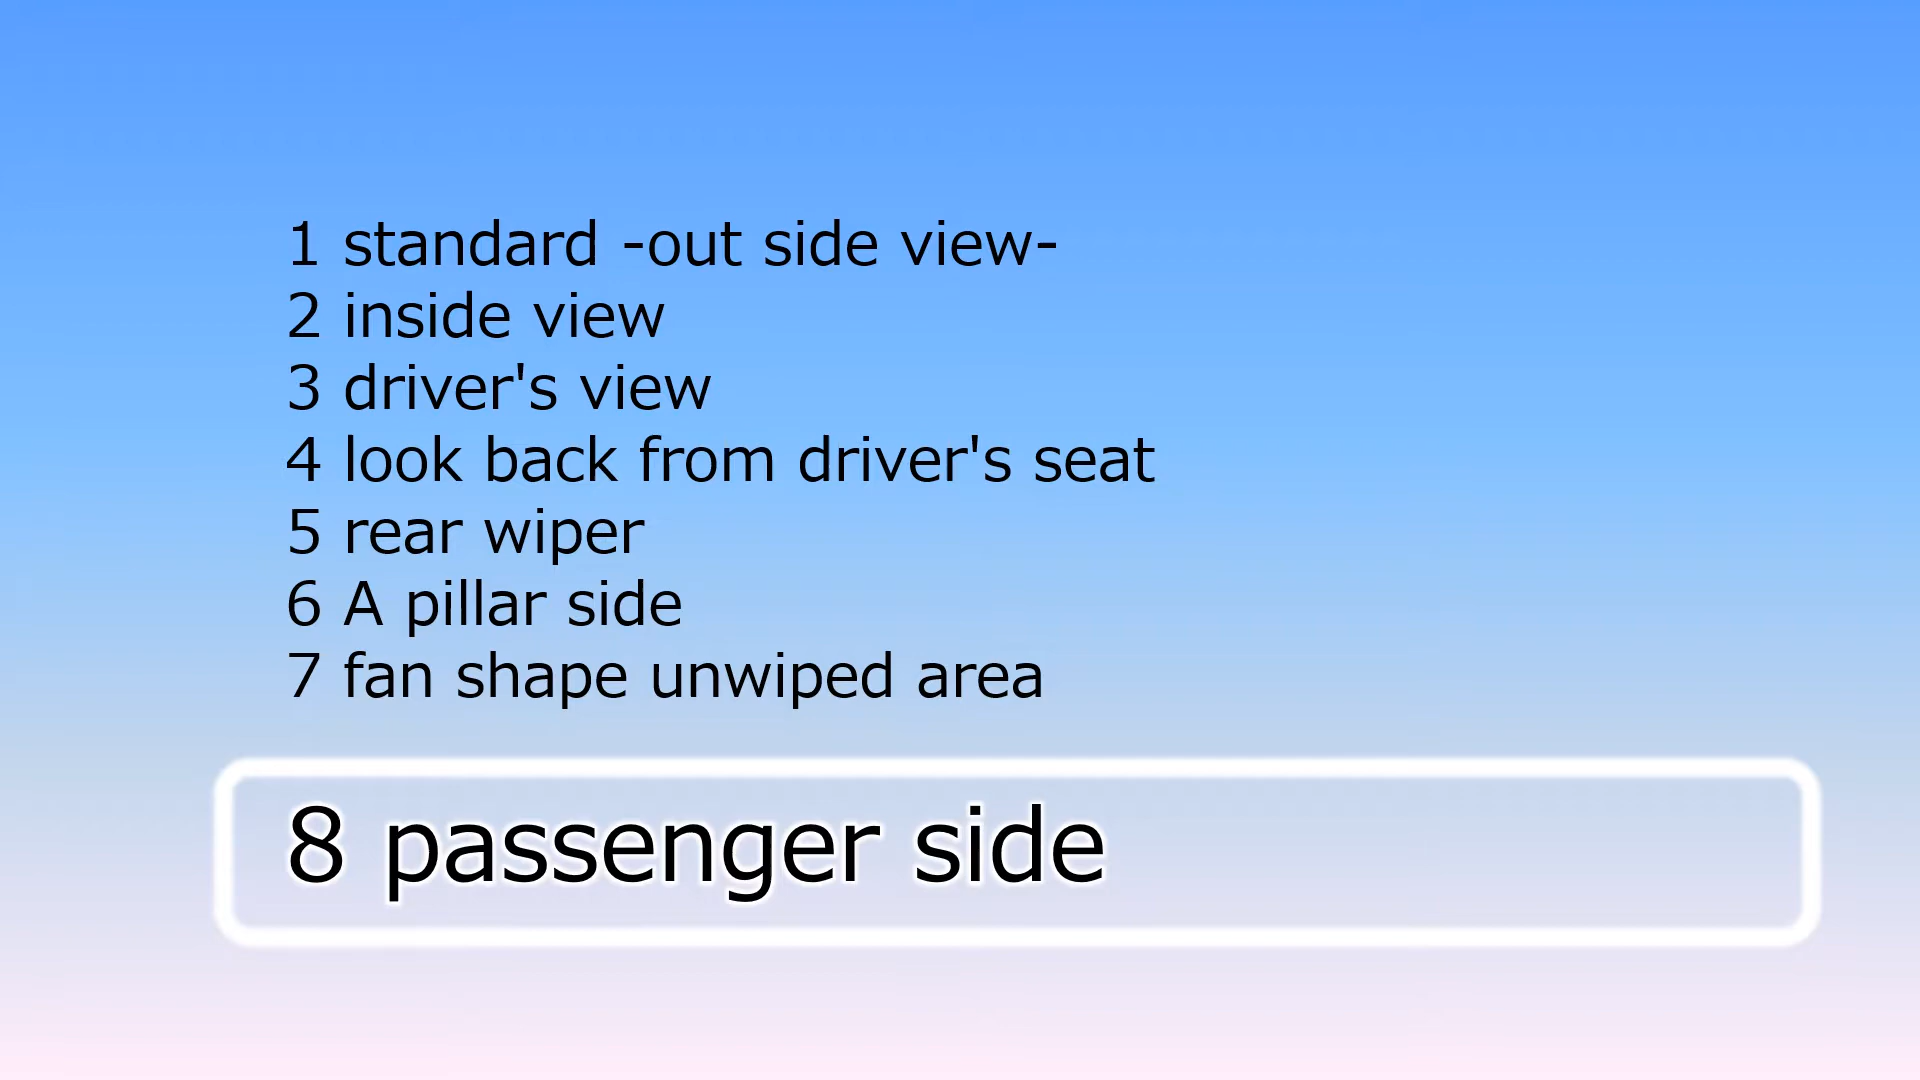 1 standard -out side view-
2 inside view
3 driver's view
4 look back from driver's seat
5 rear wiper
6 A pillar side
7 fan shape unwiped area
8 passenger side